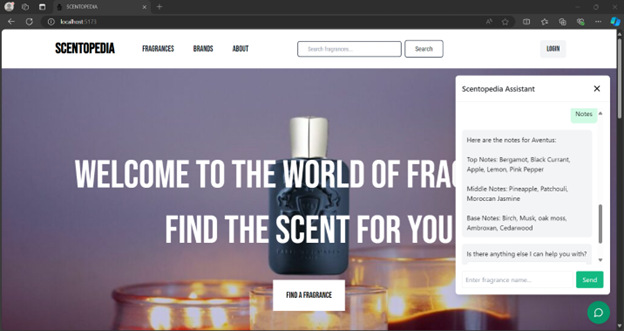 SCENTOPEDIA
localhost:5173
SCENTOPEDIA
FRAGRANCES
BRANDS
ABOUT
Search fragrances...
Search
LOGIN
WELCOME TO THE WORLD OF FRAG
FIND THE SCENT FOR YOU
FIND A FRAGRANCE
Scentopedia Assistant
Notes
Here are the notes for Aventus:
Top Notes: Bergamot, Black Currant,
Apple, Lemon, Pink Pepper
Middle Notes: Pineapple, Patchouli,
Moroccan Jasmine
Base Notes: Birch, Musk, oak moss,
Ambroxan, Cedarwood
Is there anything else I can help you with?
Enter fragrance name...
Send